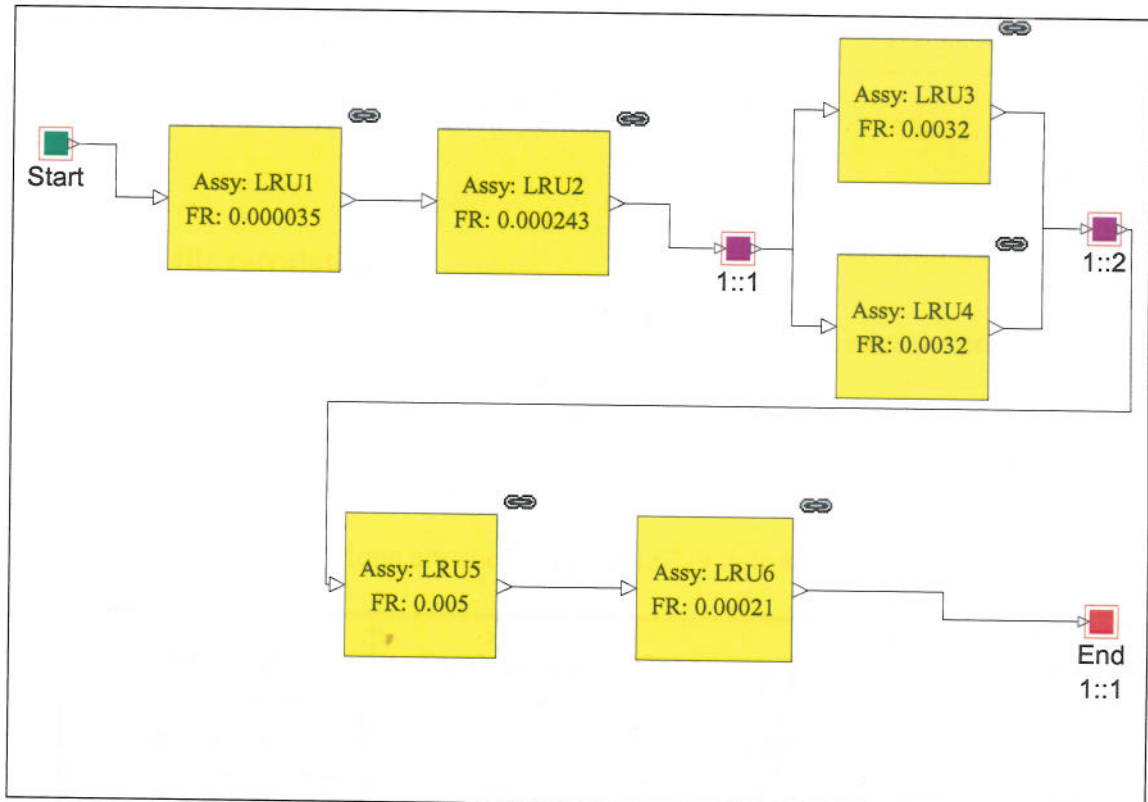 Start
Assy: LRU1
FR: 0.000035
Assy: LRU2
FR: 0.000243
1::1
Assy: LRU3
FR: 0.0032
Assy: LRU4
FR: 0.0032
1::2
Assy: LRU5
FR: 0.005
Assy: LRU6
FR: 0.00021
End
1::1